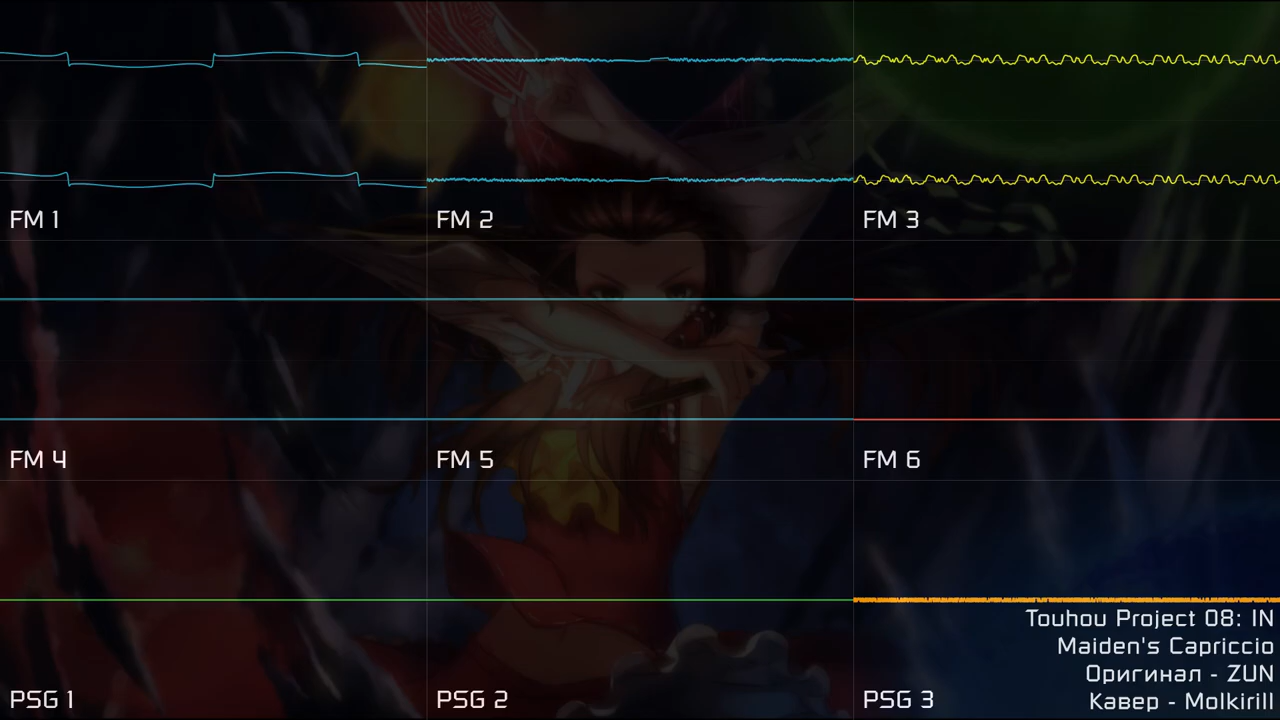 FM 1
FM 2
FM 3
FM 4
FM 5
FM 6
PSG 1
PSG 2
PSG 3
Touhou Project 08: IN
Maiden's Capriccio
Оригинал - ZUN
Кавер - Molkirill